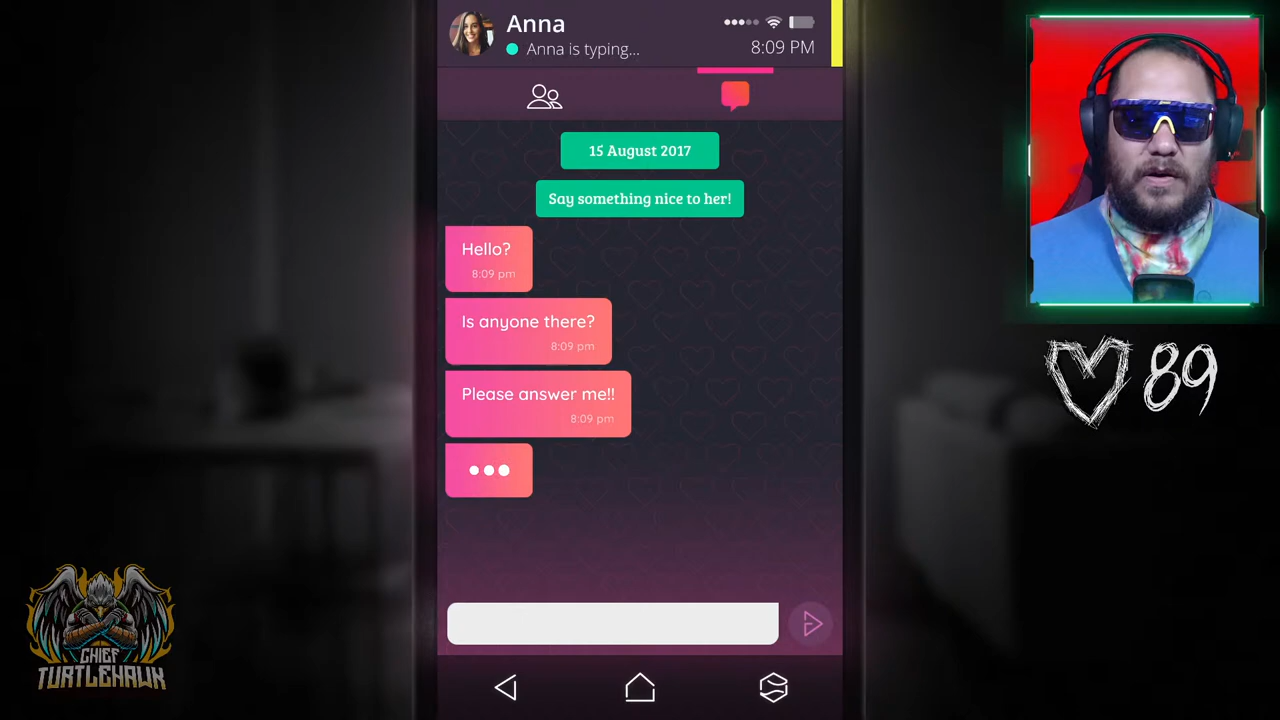 Anna
Anna is typing...
8:09 PM
15 August 2017
Say something nice to her!
Hello?
8:09 pm
Is anyone there?
8:09 pm
Please answer me!!
8:09 pm
89
CHIEF
TURTLEHAWK